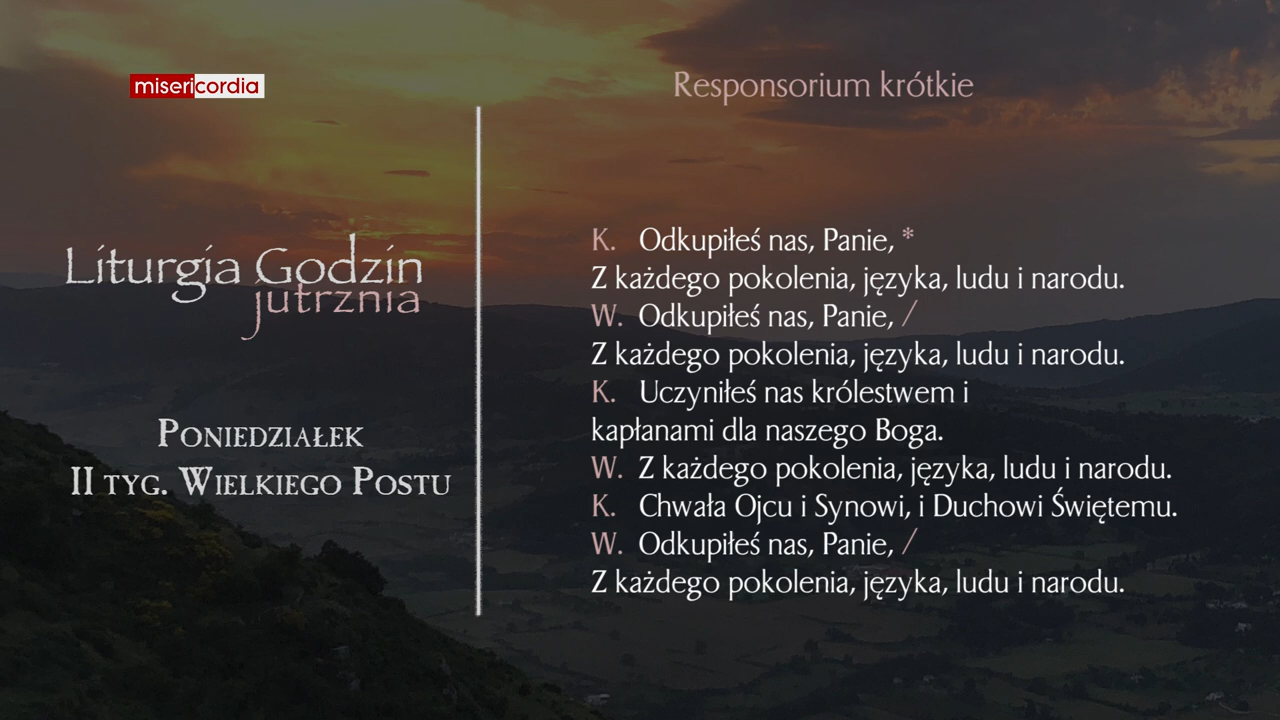 misericordia
Liturgia Godzin
jutrznia
Poniedziałek
II tyg. Wielkiego Postu
Responsorium krótkie
K. Odkupiłeś nas, Panie, *
Z każdego pokolenia, języka, ludu i narodu.
W. Odkupiłeś nas, Panie, /
Z każdego pokolenia, języka, ludu i narodu.
K. Uczyniłeś nas królestwem i
kapłanami dla naszego Boga.
W. Z każdego pokolenia, języka, ludu i narodu.
K. Chwała Ojcu i Synowi, i Duchowi Świętemu.
W. Odkupiłeś nas, Panie, /
Z każdego pokolenia, języka, ludu i narodu.